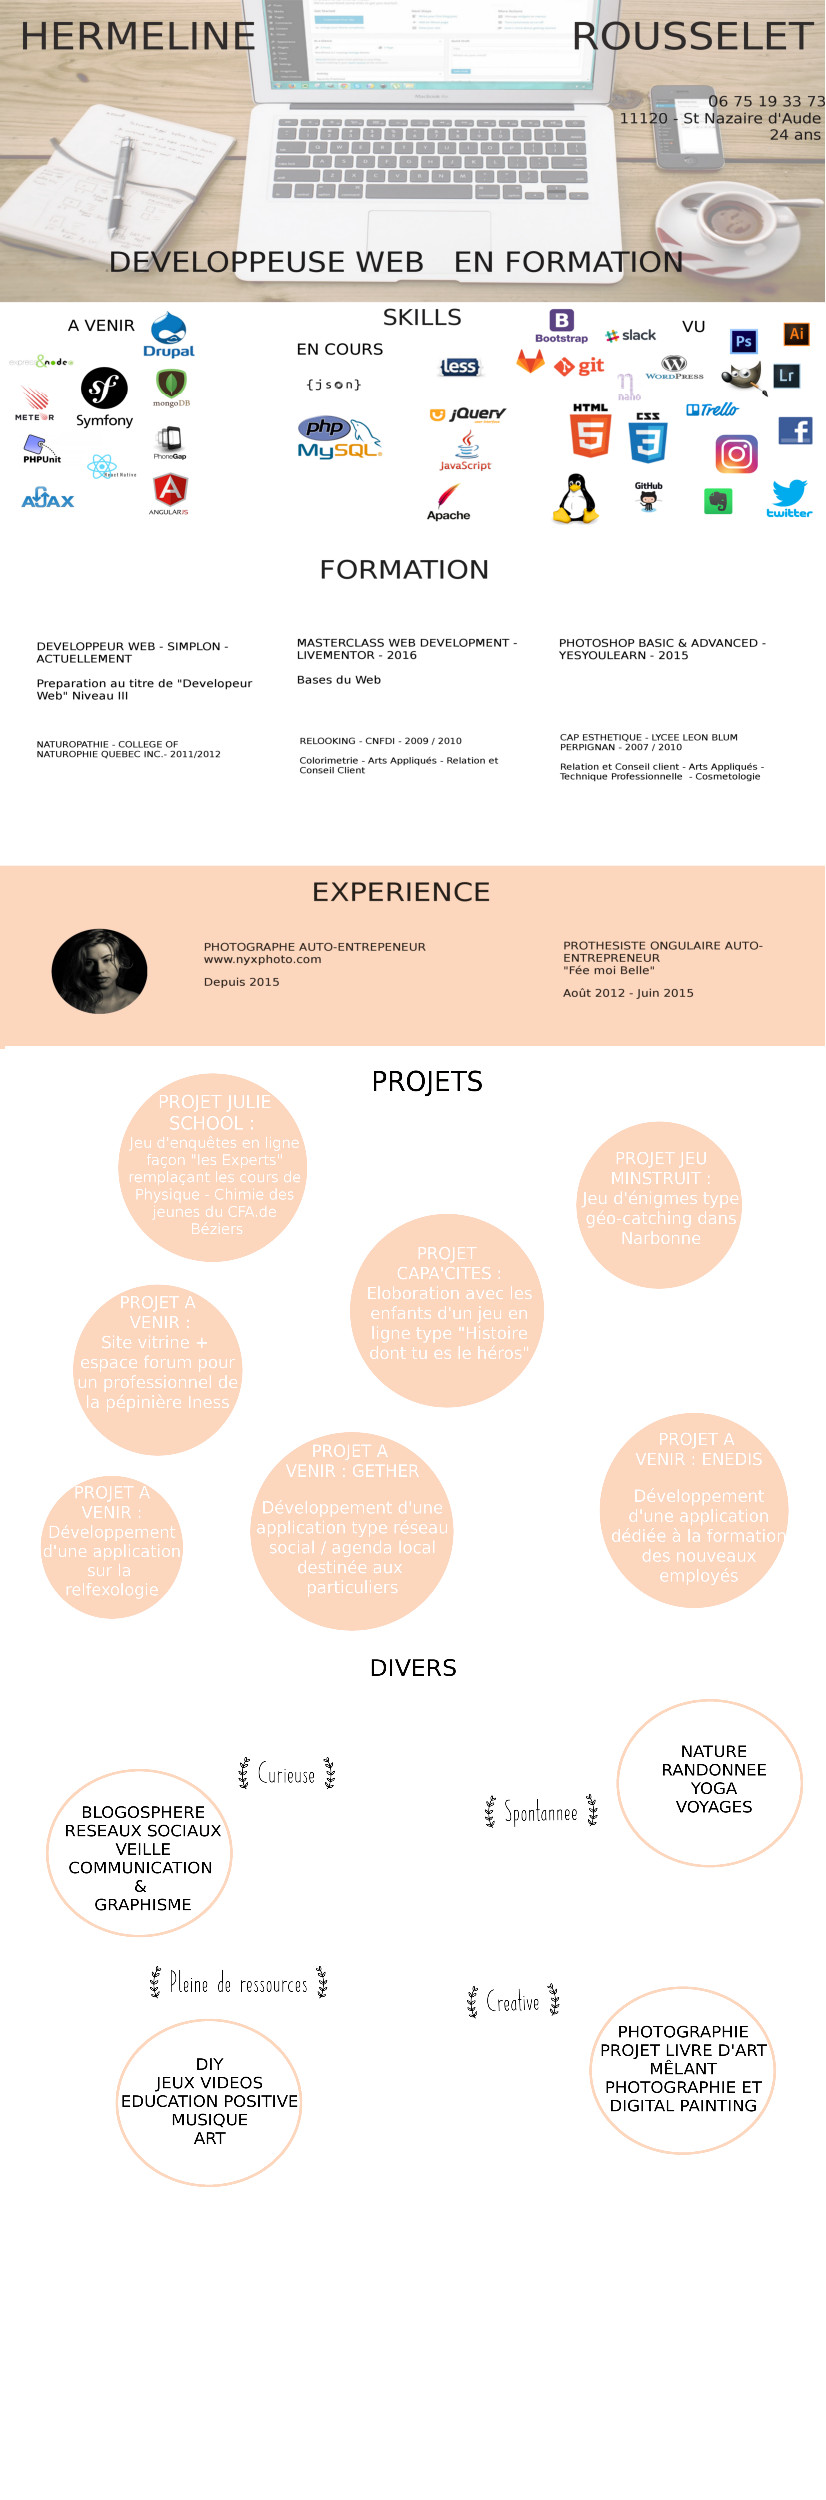 HERMELINE
ROUSSELET
06 75 19 33 73
11120 - St Nazaire d'Aude
24 ans
DEVELOPPEUSE WEB EN FORMATION
SKILLS
A VENIR
Drupal
express & node
METEOR
Symfony
mongoDB
PHPUnit
React Native
PhoneGap
AJAX
ANGULARJS
EN COURS
{json}
less
php
MySQL
jQuery
JavaScript
Apache
VU
B
Bootstrap
slack
Ps
Ai
git
nano
WORDPRESS
Lr
HTML
5
CSS
3
Trello
GitHub
twitter
FORMATION
DEVELOPPEUR WEB - SIMPLON -
ACTUELLEMENT
Preparation au titre de "Developeur
Web" Niveau III
MASTERCLASS WEB DEVELOPMENT -
LIVEMENTOR - 2016
Bases du Web
PHOTOSHOP BASIC & ADVANCED -
YESYOULEARN - 2015
NATUROPATHIE - COLLEGE OF
NATUROPHIE QUEBEC INC.- 2011/2012
RELOOKING - CNFDI - 2009 / 2010
Colorimetrie - Arts Appliqués - Relation et
Conseil Client
CAP ESTHETIQUE - LYCEE LEON BLUM
PERPIGNAN - 2007 / 2010
Relation et Conseil client - Arts Appliqués -
Technique Professionnelle - Cosmetologie
EXPERIENCE
PHOTOGRAPHE AUTO-ENTREPENEUR
www.nyxphoto.com
Depuis 2015
PROTHESISTE ONGULAIRE AUTO-
ENTREPRENEUR
"Fée moi Belle"
Août 2012 - Juin 2015
PROJETS
PROJET JULIE
SCHOOL :
Jeu d'enquêtes en ligne
façon "les Experts"
remplaçant les cours de
Physique - Chimie des
jeunes du CFA.de
Béziers
PROJET JEU
MINSTRUIT :
Jeu d'énigmes type
géo-catching dans
Narbonne
PROJET
CAPA'CITES :
Eloboration avec les
enfants d'un jeu en
ligne type "Histoire
dont tu es le héros"
PROJET A
VENIR :
Site vitrine +
espace forum pour
un professionnel de
la pépinière Iness
PROJET A
VENIR : GETHER
Développement d'une
application type réseau
social / agenda local
destinée aux
particuliers
PROJET A
VENIR : ENEDIS
Développement
d'une application
dédiée à la formation
des nouveaux
employés
PROJET A
VENIR :
Développement
d'une application
sur la
relfexologie
DIVERS
NATURE
RANDONNEE
YOGA
VOYAGES
Curieuse
Spontannee
BLOGOSPHERE
RESEAUX SOCIAUX
VEILLE
COMMUNICATION
&
GRAPHISME
Pleine de ressources
Creative
PHOTOGRAPHIE
PROJET LIVRE D'ART
MÊLANT
PHOTOGRAPHIE ET
DIGITAL PAINTING
DIY
JEUX VIDEOS
EDUCATION POSITIVE
MUSIQUE
ART